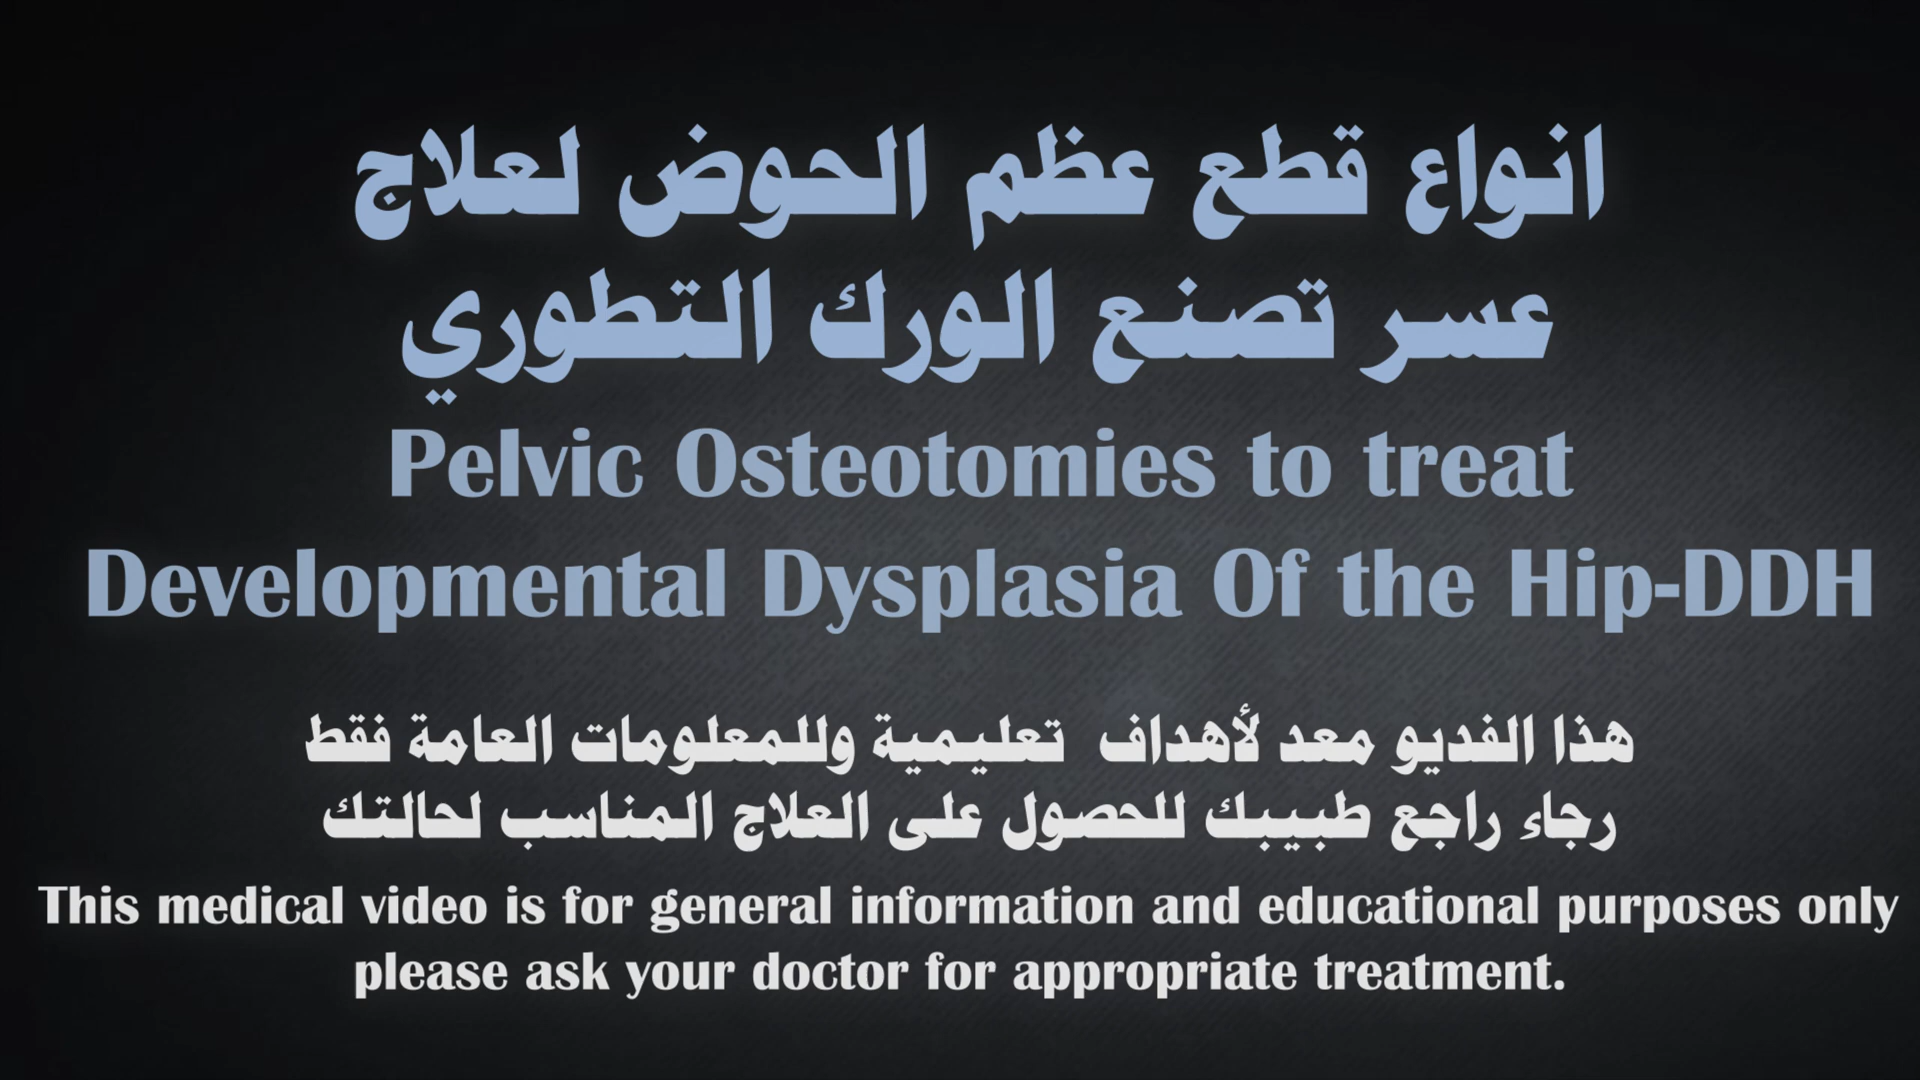 انواع قطع عظم الحوض لعلاج
عسر تصنع الورك التطوري
Pelvic Osteotomies to treat
Developmental Dysplasia Of the Hip-DDH
هذا الفديو معد لأهداف تعليمية وللمعلومات العامة فقط
رجاء راجع طبيبك للحصول على العلاج المناسب لحالتك
This medical video is for general information and educational purposes only
please ask your doctor for appropriate treatment.